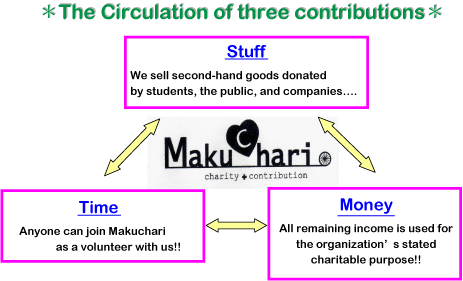 ＊The Circulation of three contributions＊
Stuff
We sell second-hand goods donated
by students, the public, and companies....
MakuChari
charity + contribution
Time
Anyone can join Makuchari
as a volunteer with us!!
Money
All remaining income is used for
the organization’s stated
charitable purpose!!